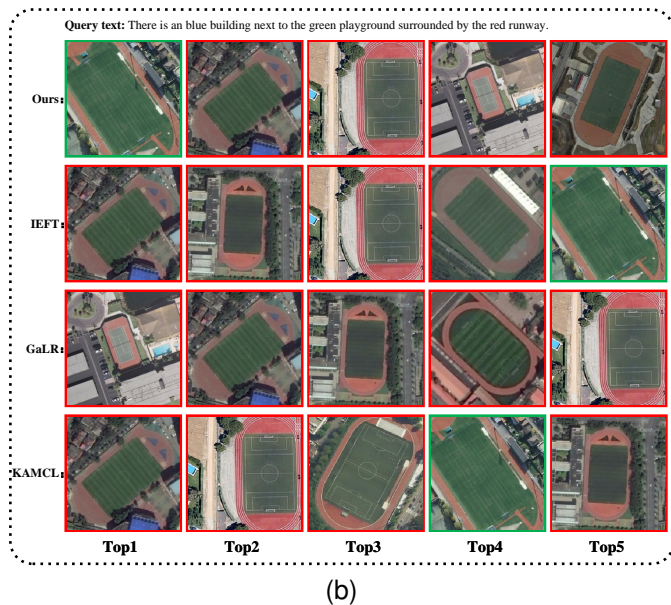 Query text: There is an blue building next to the green playground surrounded by the red runway.
Ours:
IEFT:
GaLR:
KAMCL:
Top1 Top2 Top3 Top4 Top5
(b)